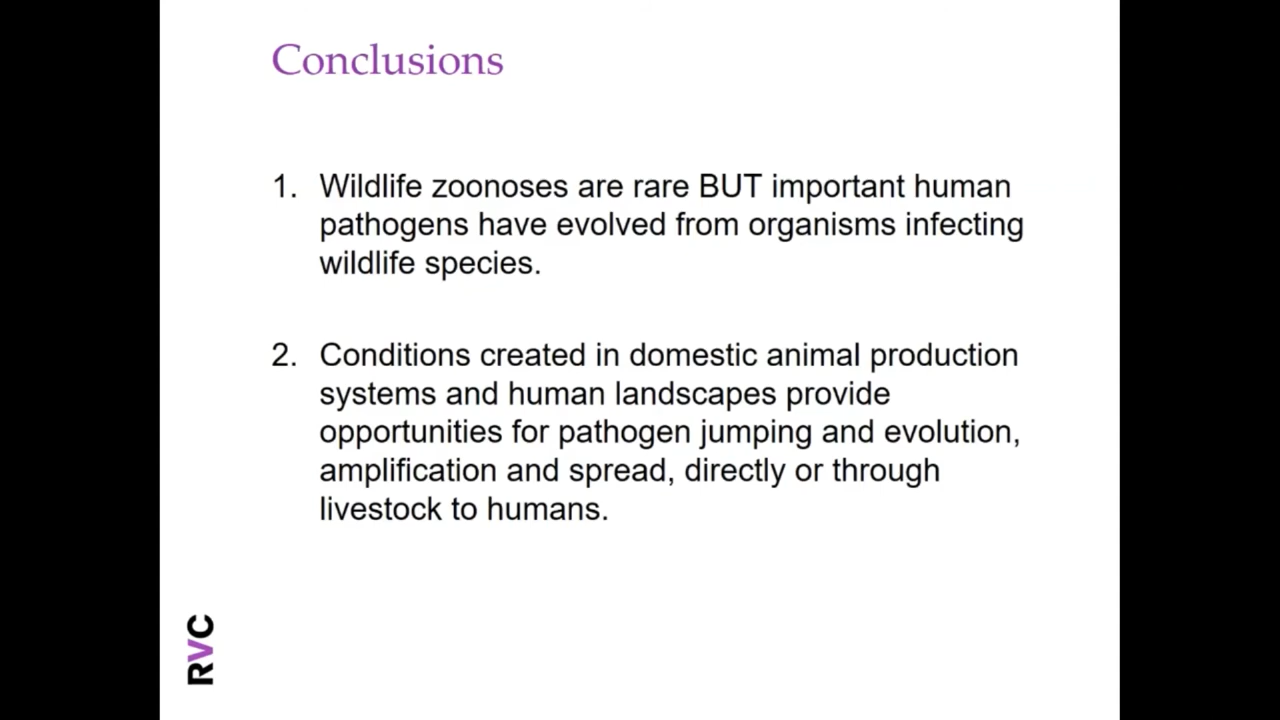 Conclusions
1. Wildlife zoonoses are rare BUT important human
pathogens have evolved from organisms infecting
wildlife species.
2. Conditions created in domestic animal production
systems and human landscapes provide
opportunities for pathogen jumping and evolution,
amplification and spread, directly or through
livestock to humans.
RVC